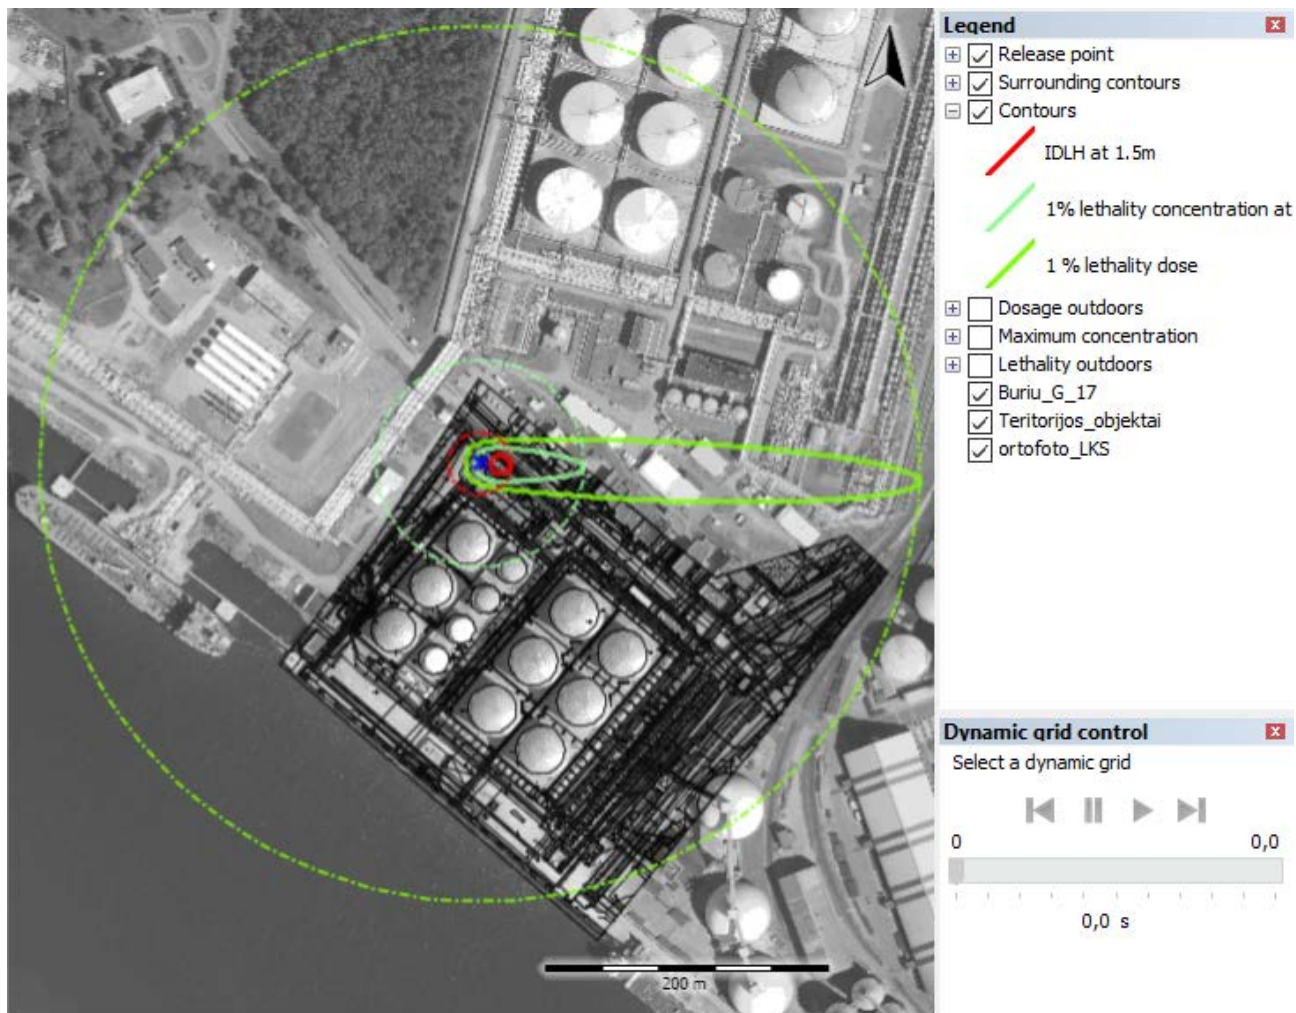 Legend
Release point
Surrounding contours
Contours
IDLH at 1.5m
1% lethality concentration at
1 % lethality dose
Dosage outdoors
Maximum concentration
Lethality outdoors
Buriu_G_17
Teritorijos_objektai
ortofoto_LKS
Dynamic grid control
Select a dynamic grid
0 0,0
0,0 s
200 m